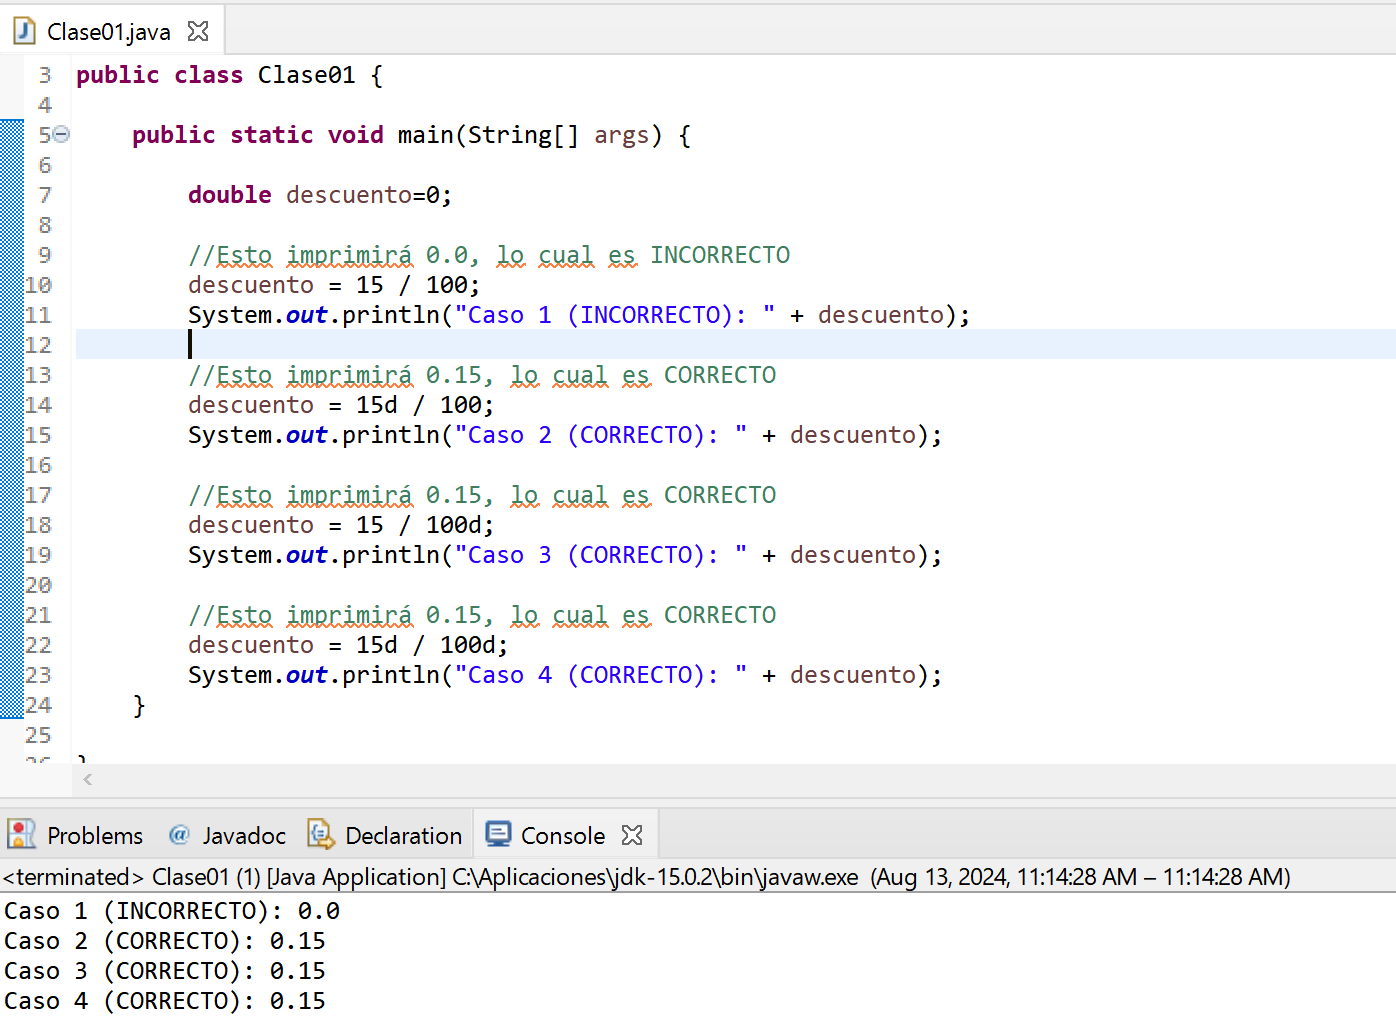 Clase01.java
3 public class Clase01 {
4
5 public static void main(String[] args) {
6
7 double descuento=0;
8
9 //Esto imprimirá 0.0, lo cual es INCORRECTO
10 descuento = 15 / 100;
11 System.out.println("Caso 1 (INCORRECTO): " + descuento);
12
13 //Esto imprimirá 0.15, lo cual es CORRECTO
14 descuento = 15d / 100;
15 System.out.println("Caso 2 (CORRECTO): " + descuento);
16
17 //Esto imprimirá 0.15, lo cual es CORRECTO
18 descuento = 15 / 100d;
19 System.out.println("Caso 3 (CORRECTO): " + descuento);
20
21 //Esto imprimirá 0.15, lo cual es CORRECTO
22 descuento = 15d / 100d;
23 System.out.println("Caso 4 (CORRECTO): " + descuento);
24 }
25
Problems @ Javadoc Declaration Console
<terminated> Clase01 (1) [Java Application] C:\Aplicaciones\jdk-15.0.2\bin\javaw.exe (Aug 13, 2024, 11:14:28 AM – 11:14:28 AM)
Caso 1 (INCORRECTO): 0.0
Caso 2 (CORRECTO): 0.15
Caso 3 (CORRECTO): 0.15
Caso 4 (CORRECTO): 0.15